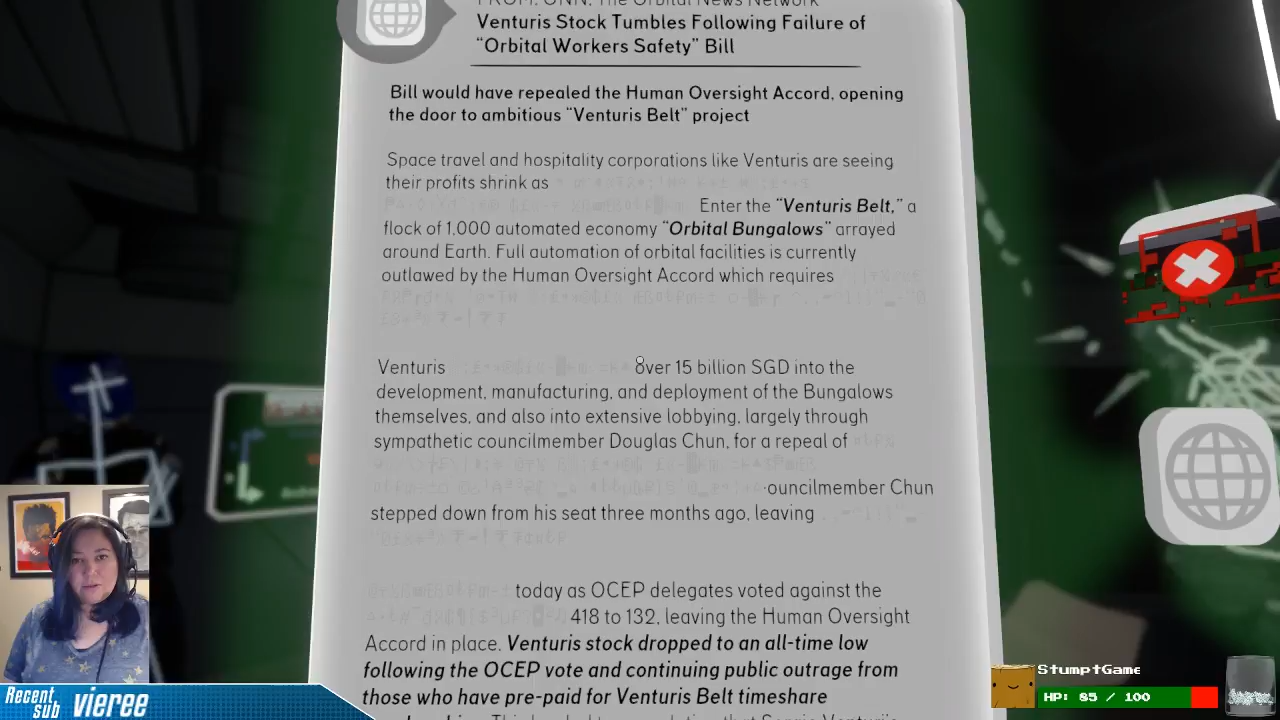 FROM: ONN, The Orbital News Network
Venturis Stock Tumbles Following Failure of
"Orbital Workers Safety" Bill
Bill would have repealed the Human Oversight Accord, opening
the door to ambitious "Venturis Belt" project
Space travel and hospitality corporations like Venturis are seeing
their profits shrink as
Enter the "Venturis Belt," a
flock of 1,000 automated economy "Orbital Bungalows" arrayed
around Earth. Full automation of orbital facilities is currently
outlawed by the Human Oversight Accord which requires
Venturis over 15 billion SGD into the
development, manufacturing, and deployment of the Bungalows
themselves, and also into extensive lobbying, largely through
sympathetic councilmember Douglas Chun, for a repeal of
ouncilmember Chun
stepped down from his seat three months ago, leaving
today as OCEP delegates voted against the
418 to 132, leaving the Human Oversight
Accord in place. Venturis stock dropped to an all-time low
following the OCEP vote and continuing public outrage from
those who have pre-paid for Venturis Belt timeshare
StumptGame
HP: 85 / 100
Recent
sub vieree